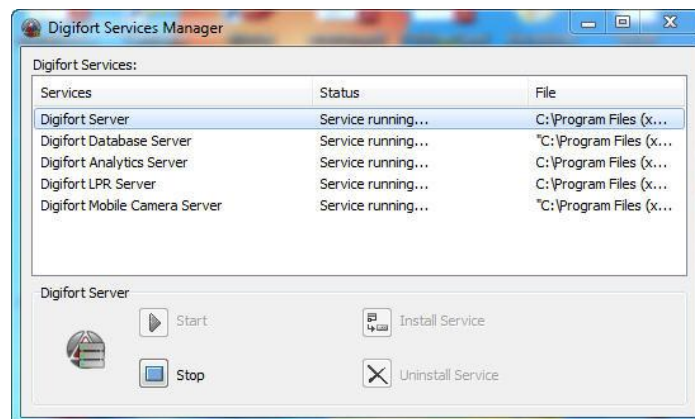 Digifort Services Manager
Digifort Services:
Services Status File
Digifort Server Service running... C:\Program Files (x...
Digifort Database Server Service running... "C:\Program Files (x...
Digifort Analytics Server Service running... C:\Program Files (x...
Digifort LPR Server Service running... C:\Program Files (x...
Digifort Mobile Camera Server Service running... "C:\Program Files (x...
Digifort Server
Start Install Service
Stop Uninstall Service